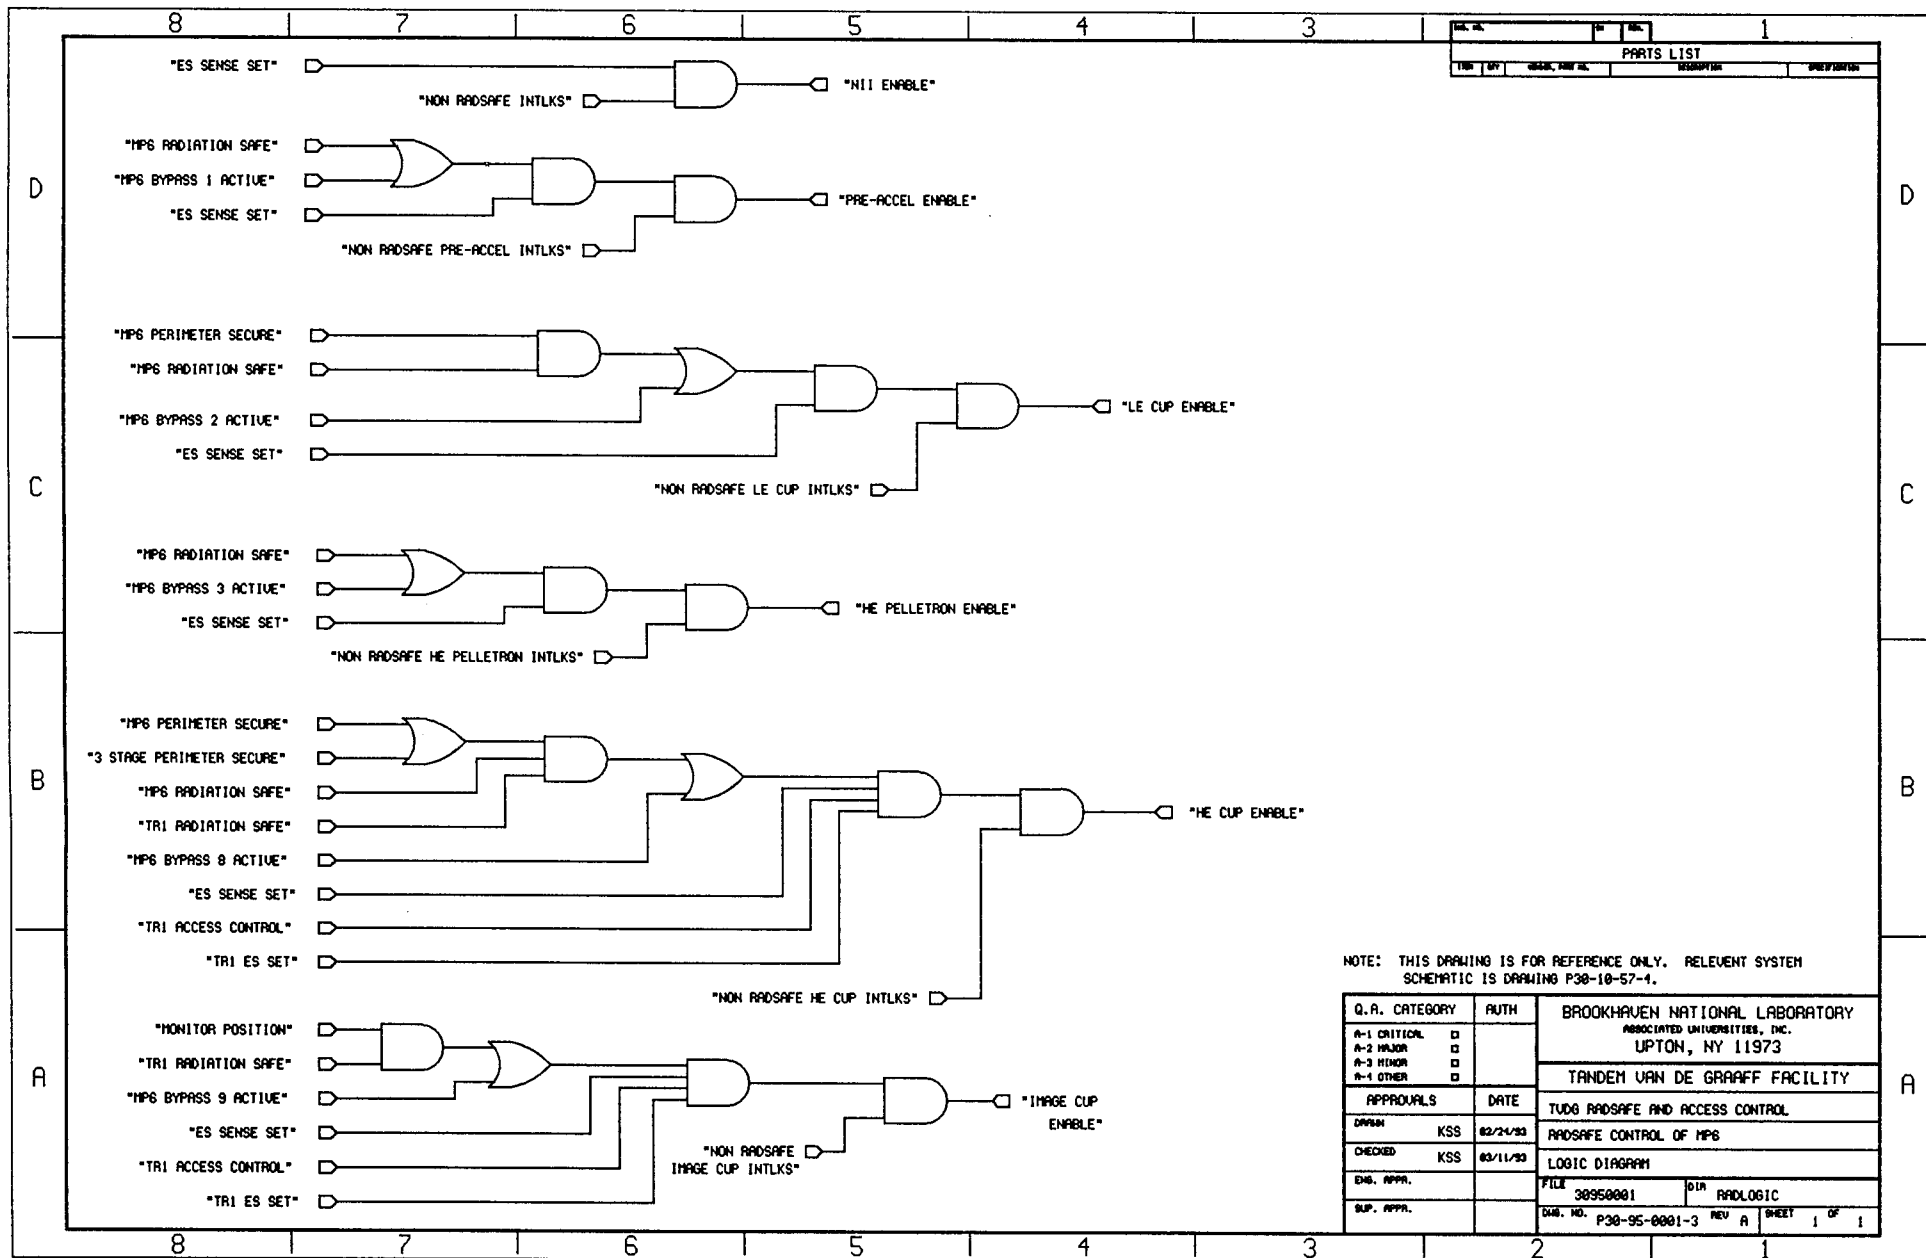 8 7 6 5 4 3 1
PARTS LIST
ITEM QTY DESCRIPTION SPECIFICATION
"ES SENSE SET"
"NON RADSAFE INTLKS"
"NII ENABLE"
"MP6 RADIATION SAFE"
"MP6 BYPASS 1 ACTIVE"
"ES SENSE SET"
"NON RADSAFE PRE-ACCEL INTLKS"
"PRE-ACCEL ENABLE"
D D
"MP6 PERIMETER SECURE"
"MP6 RADIATION SAFE"
"MP6 BYPASS 2 ACTIVE"
"ES SENSE SET"
"NON RADSAFE LE CUP INTLKS"
"LE CUP ENABLE"
C C
"MP6 RADIATION SAFE"
"MP6 BYPASS 3 ACTIVE"
"ES SENSE SET"
"NON RADSAFE HE PELLETRON INTLKS"
"HE PELLETRON ENABLE"
"MP6 PERIMETER SECURE"
"3 STAGE PERIMETER SECURE"
"MP6 RADIATION SAFE"
"TR1 RADIATION SAFE"
"MP6 BYPASS 8 ACTIVE"
"ES SENSE SET"
"TR1 ACCESS CONTROL"
"TR1 ES SET"
"NON RADSAFE HE CUP INTLKS"
"HE CUP ENABLE"
B B
"MONITOR POSITION"
"TR1 RADIATION SAFE"
"MP6 BYPASS 9 ACTIVE"
"ES SENSE SET"
"TR1 ACCESS CONTROL"
"TR1 ES SET"
"NON RADSAFE
IMAGE CUP INTLKS"
"IMAGE CUP
ENABLE"
A A
NOTE: THIS DRAWING IS FOR REFERENCE ONLY. RELEVENT SYSTEM
SCHEMATIC IS DRAWING P30-10-57-4.
Q.A. CATEGORY AUTH
A-1 CRITICAL
A-2 MAJOR
A-3 MINOR
A-4 OTHER
APPROVALS DATE
DRAWN KSS 02/24/93
CHECKED KSS 03/11/93
ENG. APPR.
SUP. APPR.
BROOKHAVEN NATIONAL LABORATORY
ASSOCIATED UNIVERSITIES, INC.
UPTON, NY 11973
TANDEM VAN DE GRAAFF FACILITY
TVDG RADSAFE AND ACCESS CONTROL
RADSAFE CONTROL OF MP6
LOGIC DIAGRAM
FILE 30950001 DIR RADLOGIC
DWG. NO. P30-95-0001-3 REV A SHEET 1 OF 1
8 7 6 5 4 3 2 1